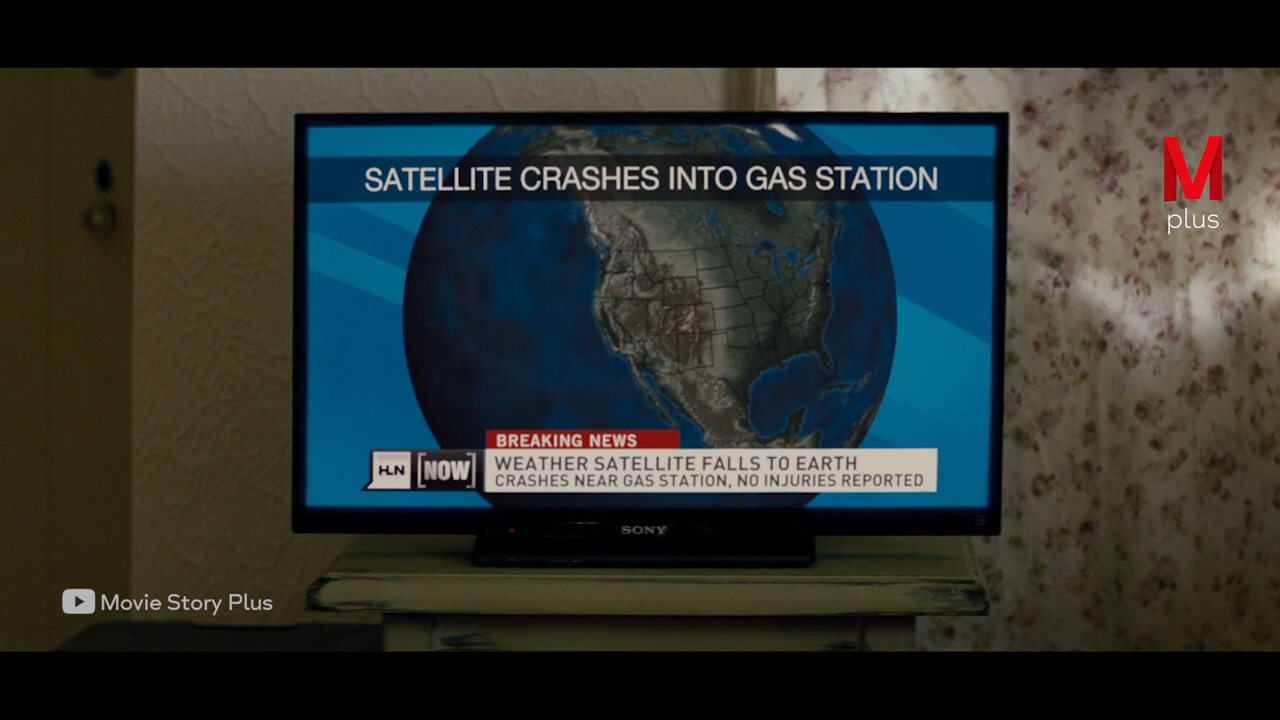 SATELLITE CRASHES INTO GAS STATION
M
plus
BREAKING NEWS
HLN [NOW]
WEATHER SATELLITE FALLS TO EARTH
CRASHES NEAR GAS STATION, NO INJURIES REPORTED
SONY
Movie Story Plus